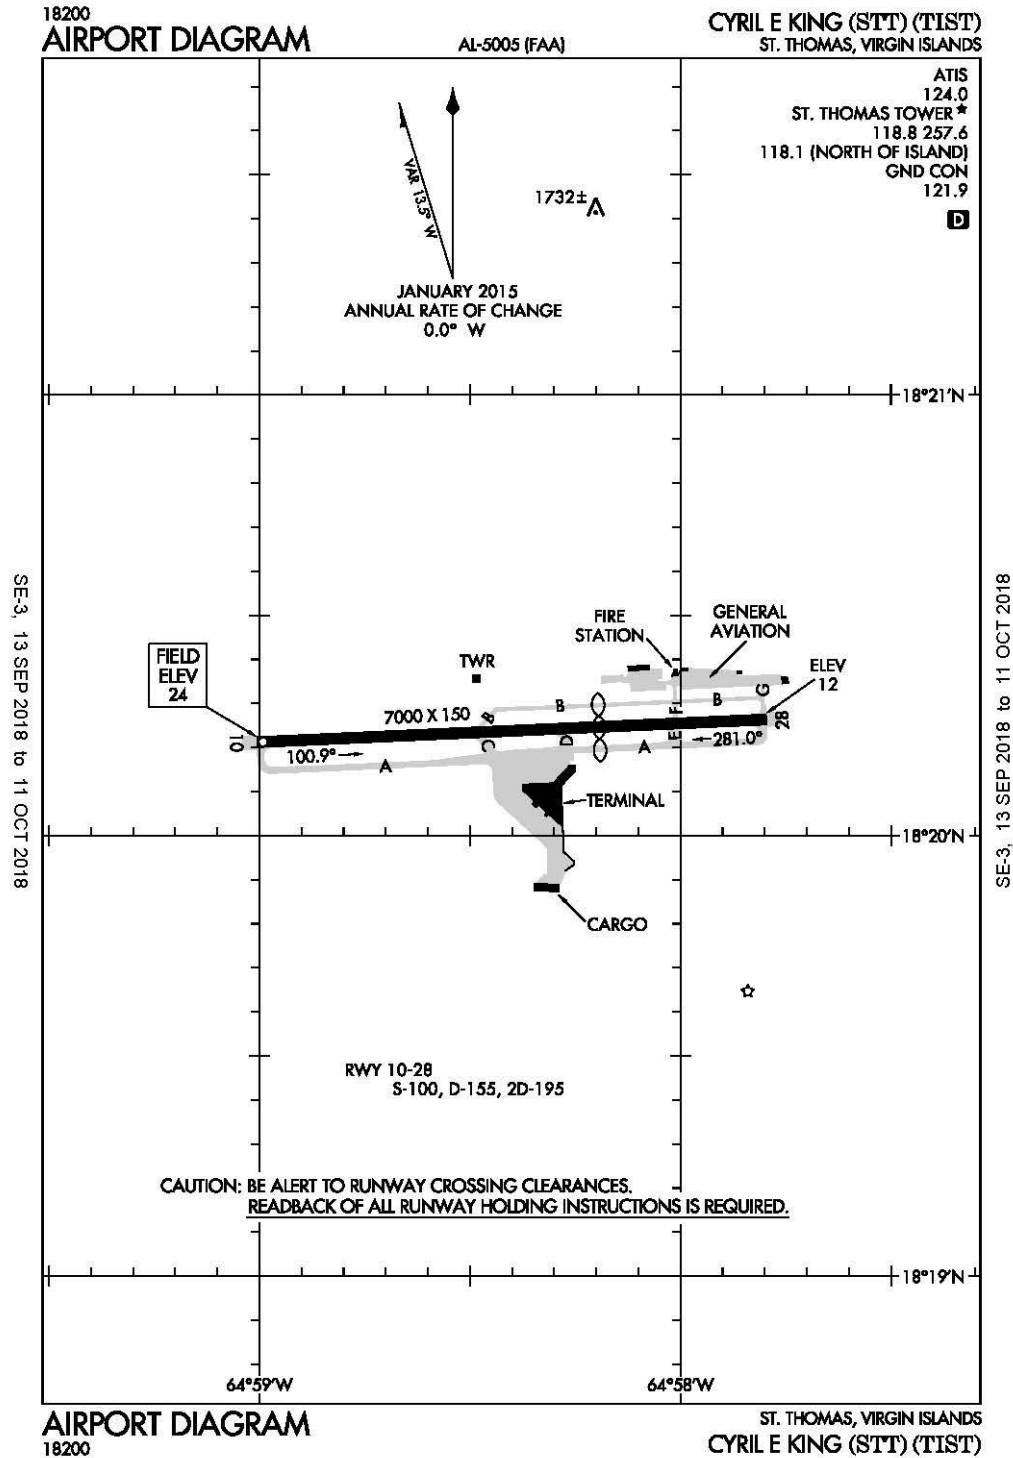 18200
AIRPORT DIAGRAM
AL-5005 (FAA)
CYRIL E KING (STT) (TIST)
ST. THOMAS, VIRGIN ISLANDS
ATIS
124.0
ST. THOMAS TOWER★
118.8 257.6
118.1 (NORTH OF ISLAND)
GND CON
121.9
D
VAR 13.5° W
1732±
JANUARY 2015
ANNUAL RATE OF CHANGE
0.0° W
18°21'N
SE-3, 13 SEP 2018 to 11 OCT 2018
SE-3, 13 SEP 2018 to 11 OCT 2018
FIRE
STATION
GENERAL
AVIATION
FIELD
ELEV
24
TWR
ELEV
12
G
B
B
B
F
7000 X 150
28
10
C
D
E
A
281.0°
100.9°
A
TERMINAL
18°20'N
CARGO
RWY 10-28
S-100, D-155, 2D-195
CAUTION: BE ALERT TO RUNWAY CROSSING CLEARANCES.
READBACK OF ALL RUNWAY HOLDING INSTRUCTIONS IS REQUIRED.
18°19'N
64°59'W
64°58'W
AIRPORT DIAGRAM
18200
ST. THOMAS, VIRGIN ISLANDS
CYRIL E KING (STT) (TIST)